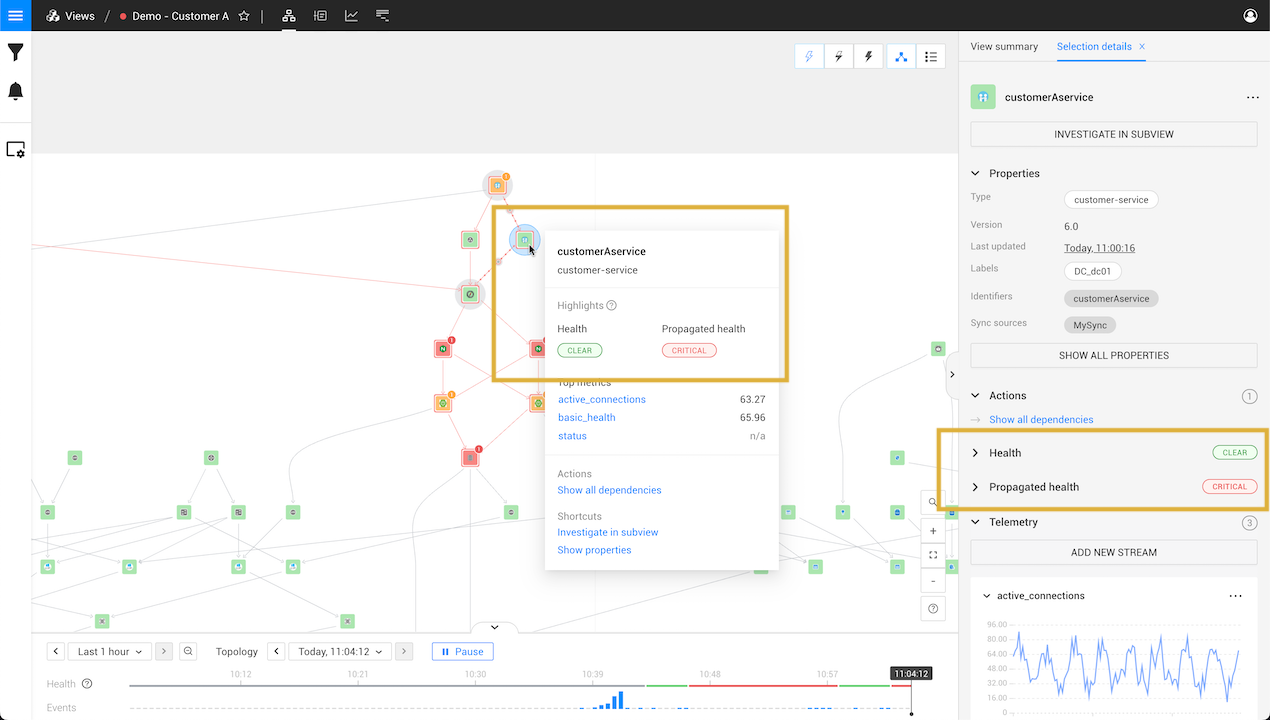 Views / Demo - Customer A
View summary
Selection details x
customerAservice
INVESTIGATE IN SUBVIEW
Properties
Type customer-service
Version 6.0
Last updated Today, 11:00:16
Labels DC_dc01
Identifiers customerAservice
Sync sources MySync
SHOW ALL PROPERTIES
Actions 1
Show all dependencies
Health CLEAR
Propagated health CRITICAL
Telemetry 3
ADD NEW STREAM
active_connections
96.00
80.00
64.00
48.00
32.00
16.00
0
1
1
1
1
customerAservice
customer-service
Highlights ?
Health Propagated health
CLEAR CRITICAL
Top metrics
active_connections 63.27
basic_health 65.96
status n/a
Actions
Show all dependencies
Shortcuts
Investigate in subview
Show properties
+
-
?
Last 1 hour Topology Today, 11:04:12 Pause
10:12 10:21 10:30 10:39 10:48 10:57 11:04:12
Health ?
Events